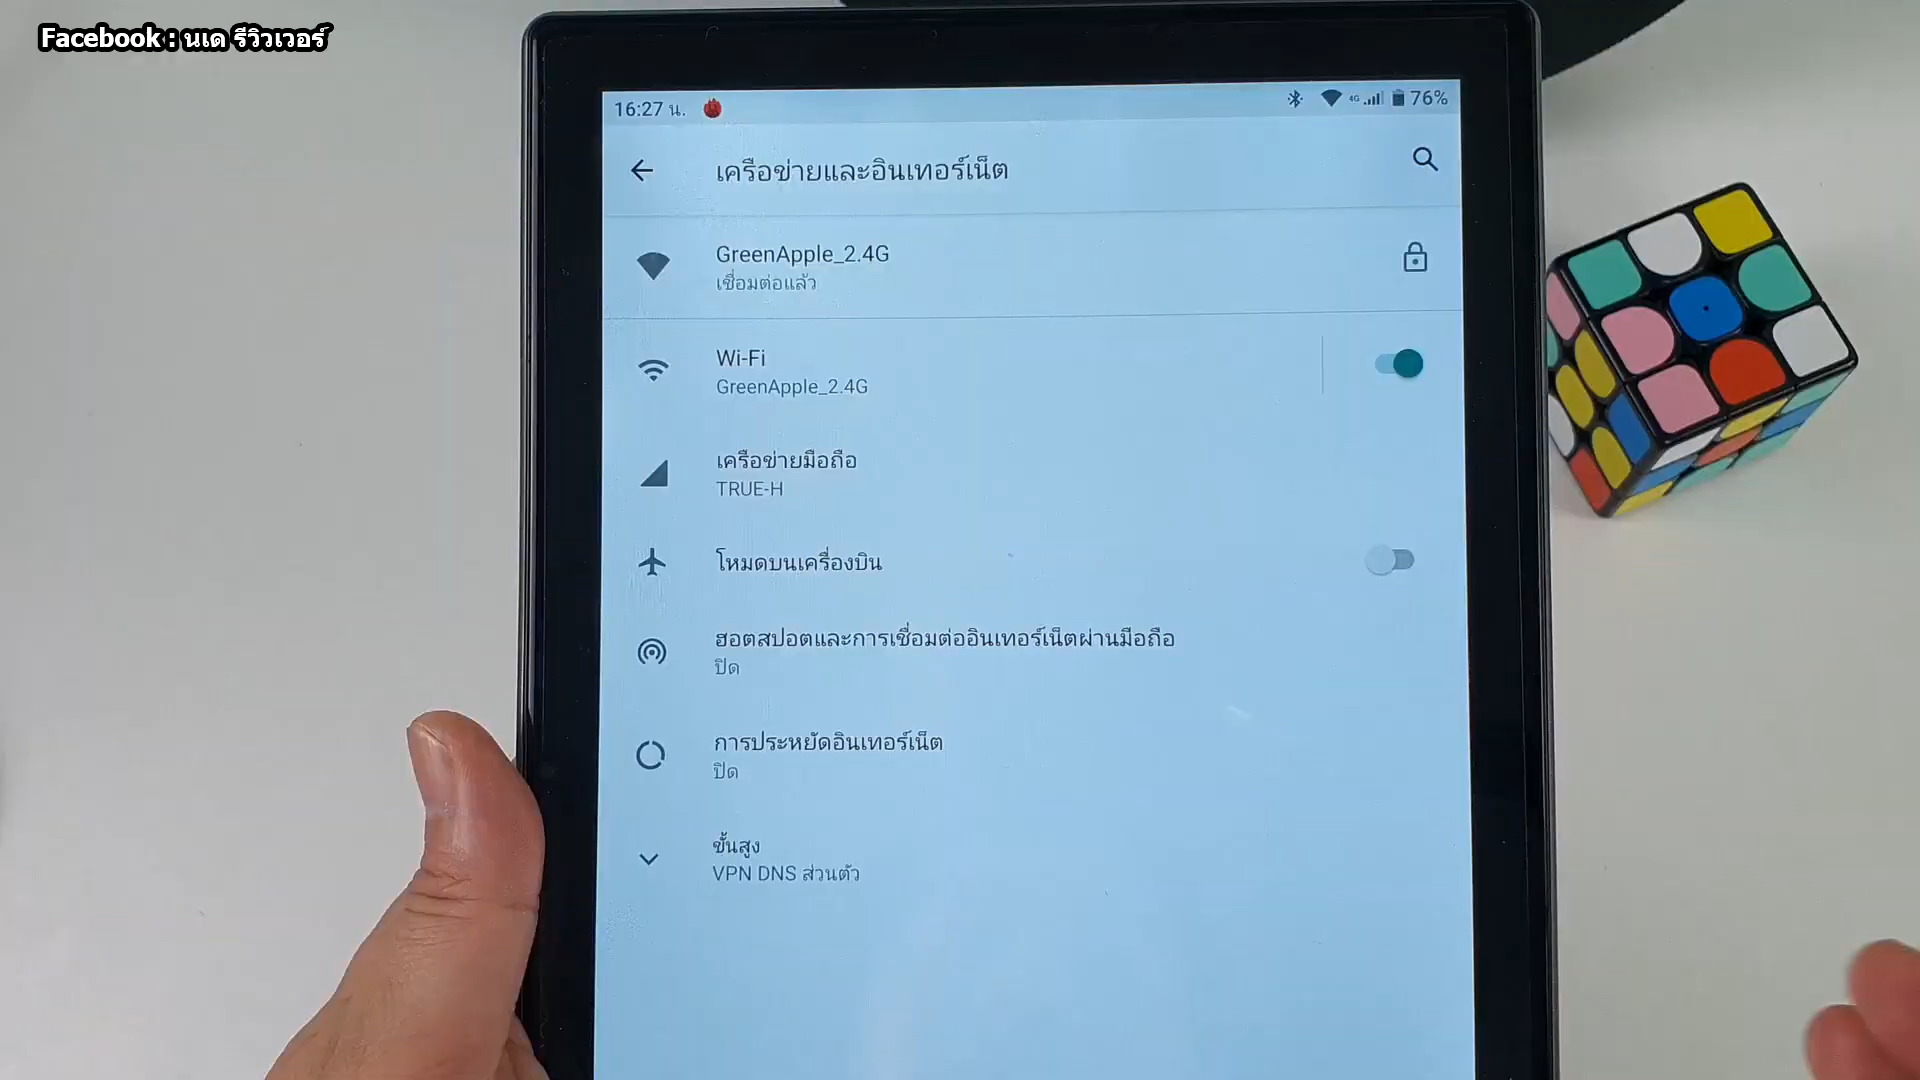 Facebook : นเด รีวิวเวอร์
16:27 น.
4G 76%
เครือข่ายและอินเทอร์เน็ต
GreenApple_2.4G
เชื่อมต่อแล้ว
Wi-Fi
GreenApple_2.4G
เครือข่ายมือถือ
TRUE-H
โหมดบนเครื่องบิน
ฮอตสปอตและการเชื่อมต่ออินเทอร์เน็ตผ่านมือถือ
ปิด
การประหยัดอินเทอร์เน็ต
ปิด
ขั้นสูง
VPN DNS ส่วนตัว